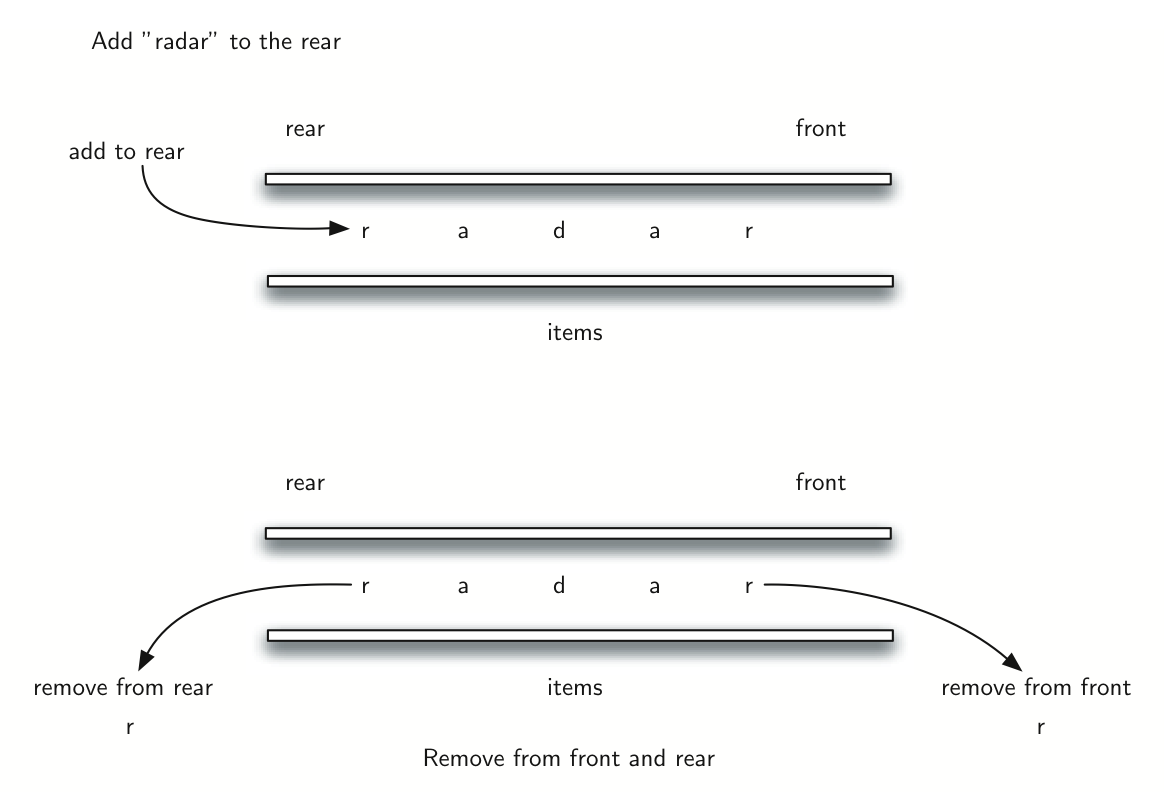 Add "radar" to the rear
rear front
add to rear
r a d a r
items
rear front
r a d a r
remove from rear items remove from front
r r
Remove from front and rear